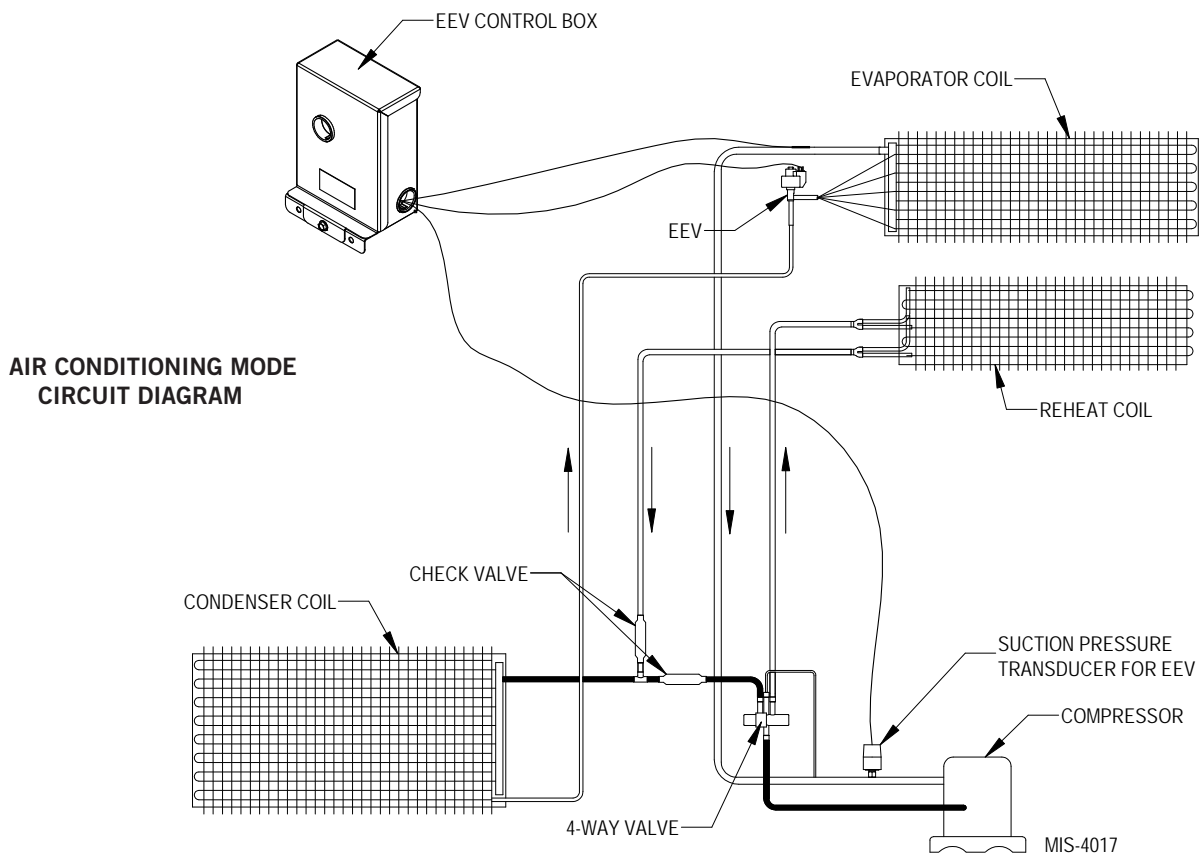 EEV CONTROL BOX
EVAPORATOR COIL
EEV
AIR CONDITIONING MODE
CIRCUIT DIAGRAM
REHEAT COIL
CHECK VALVE
CONDENSER COIL
SUCTION PRESSURE
TRANSDUCER FOR EEV
COMPRESSOR
4-WAY VALVE
MIS-4017